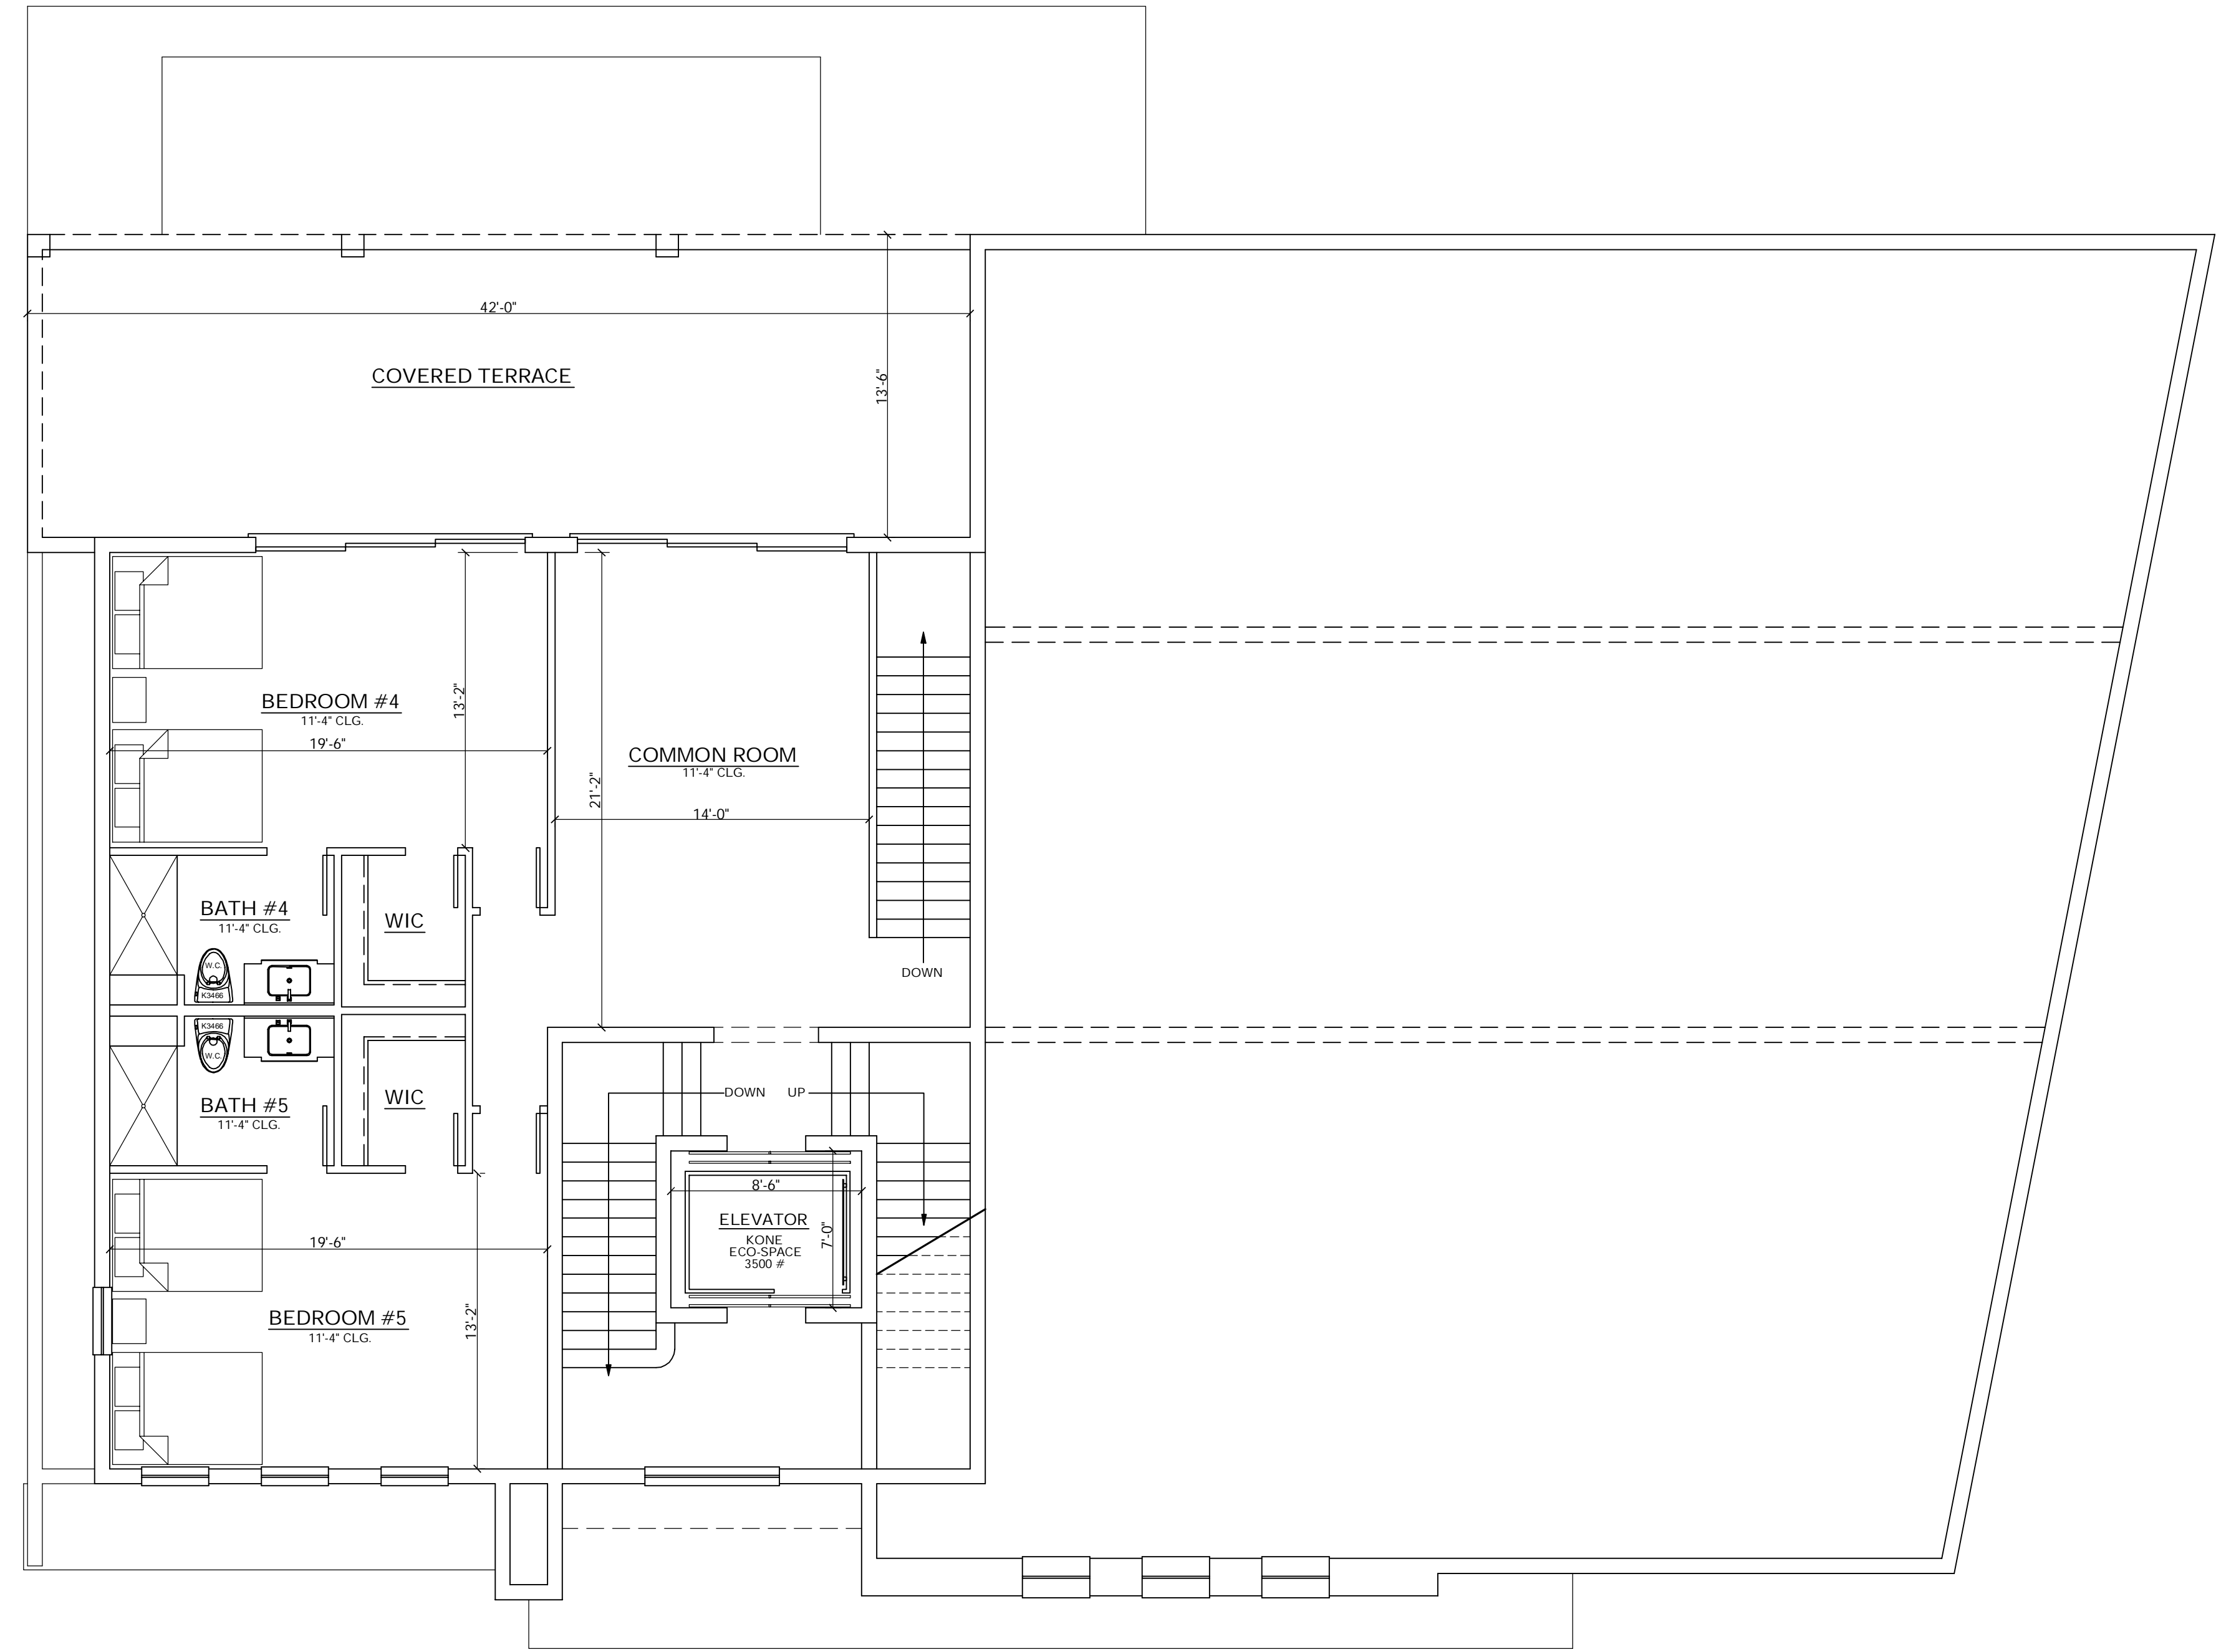 42'-0"
COVERED TERRACE
13'-6"
BEDROOM #4
11'-4" CLG.
13'-2"
19'-6"
COMMON ROOM
11'-4" CLG.
21'-2"
14'-0"
BATH #4
11'-4" CLG.
WIC
W.C.
K3466
DOWN
K3466
W.C.
BATH #5
11'-4" CLG.
WIC
DOWN UP
8'-6"
ELEVATOR
KONE
ECO-SPACE
3500 #
7'-0"
19'-6"
BEDROOM #5
11'-4" CLG.
13'-2"